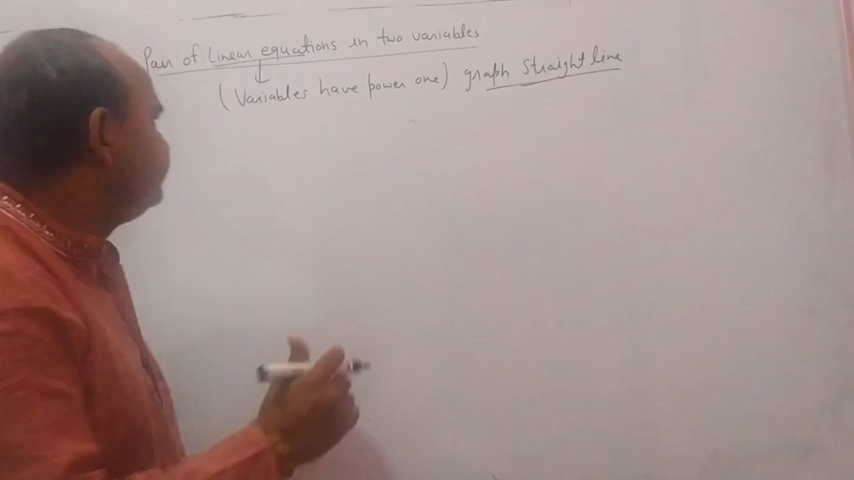 Pair of Linear equations in two variables
(Variables have power one) graph straight line